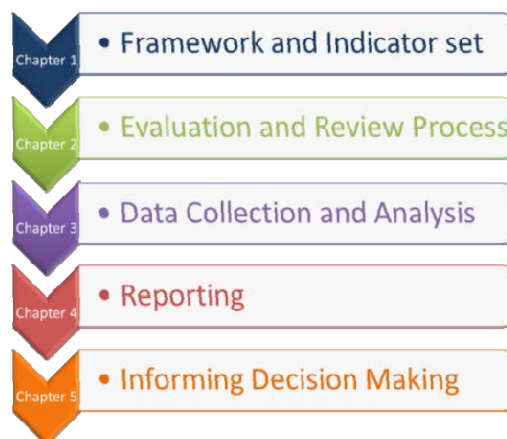 Chapter 1
• Framework and Indicator set
Chapter 2
• Evaluation and Review Process
Chapter 3
• Data Collection and Analysis
Chapter 4
• Reporting
Chapter 5
• Informing Decision Making